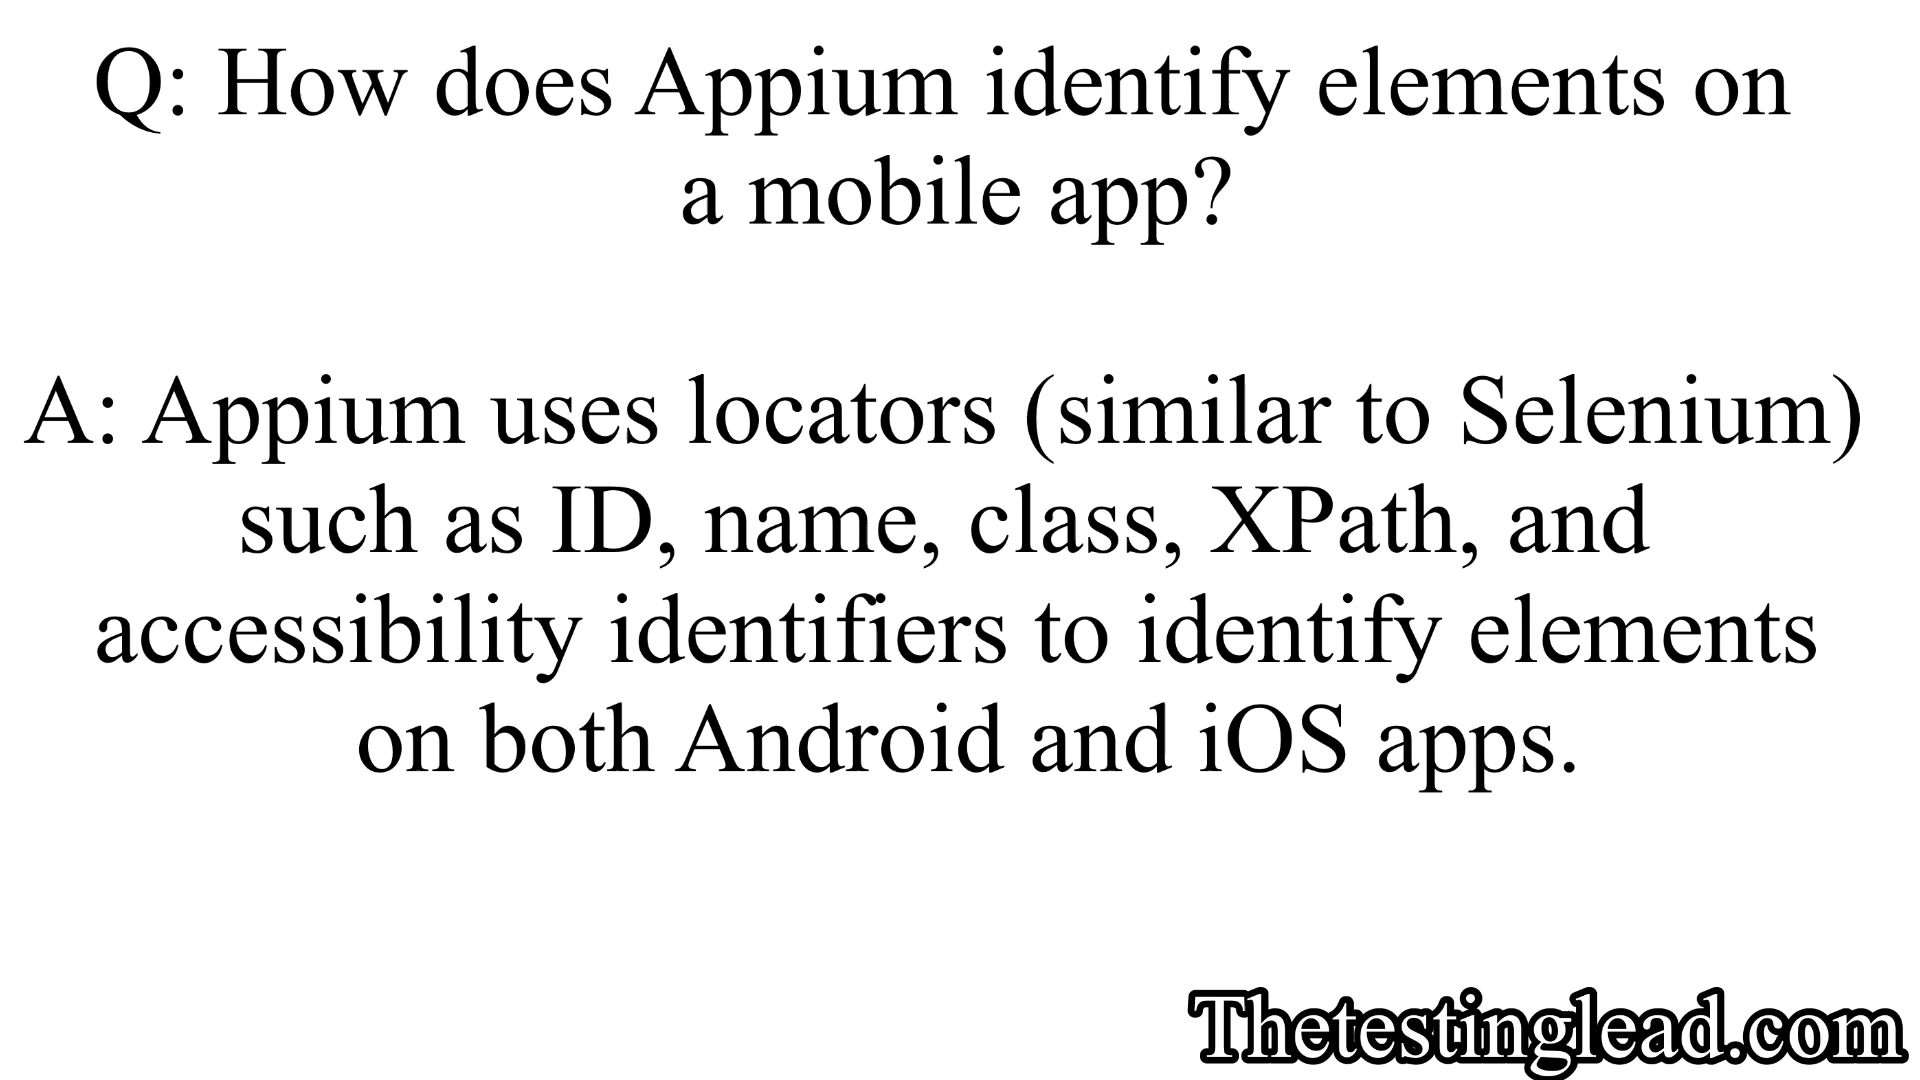 Q: How does Appium identify elements on
a mobile app?
A: Appium uses locators (similar to Selenium)
such as ID, name, class, XPath, and
accessibility identifiers to identify elements
on both Android and iOS apps.
Thetestinglead.com